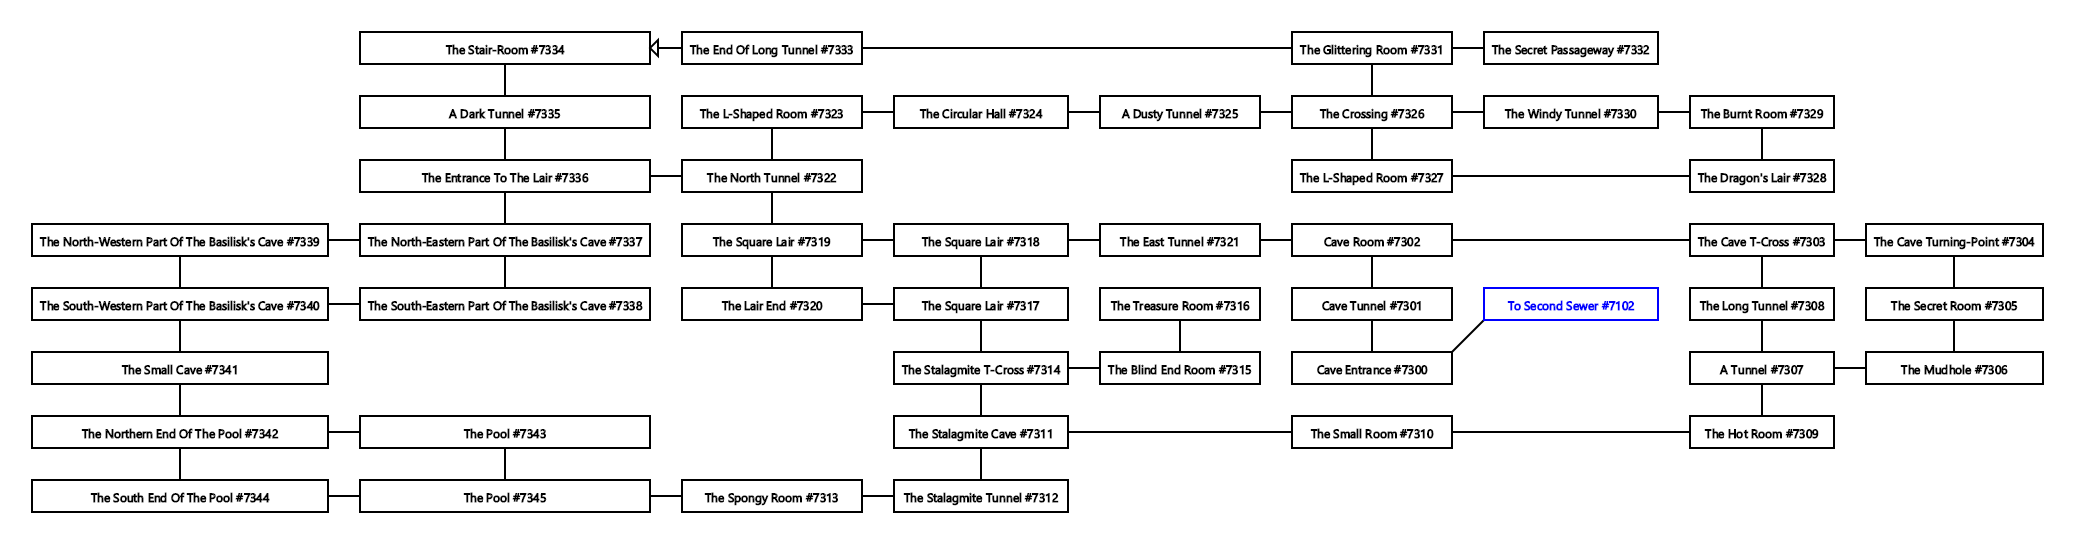 The Stair-Room #7334
The End Of Long Tunnel #7333
The Glittering Room #7331
The Secret Passageway #7332
A Dark Tunnel #7335
The L-Shaped Room #7323
The Circular Hall #7324
A Dusty Tunnel #7325
The Crossing #7326
The Windy Tunnel #7330
The Burnt Room #7329
The Entrance To The Lair #7336
The North Tunnel #7322
The L-Shaped Room #7327
The Dragon's Lair #7328
The North-Western Part Of The Basilisk's Cave #7339
The North-Eastern Part Of The Basilisk's Cave #7337
The Square Lair #7319
The Square Lair #7318
The East Tunnel #7321
Cave Room #7302
The Cave T-Cross #7303
The Cave Turning-Point #7304
The South-Western Part Of The Basilisk's Cave #7340
The South-Eastern Part Of The Basilisk's Cave #7338
The Lair End #7320
The Square Lair #7317
The Treasure Room #7316
Cave Tunnel #7301
To Second Sewer #7102
The Long Tunnel #7308
The Secret Room #7305
The Small Cave #7341
The Stalagmite T-Cross #7314
The Blind End Room #7315
Cave Entrance #7300
A Tunnel #7307
The Mudhole #7306
The Northern End Of The Pool #7342
The Pool #7343
The Stalagmite Cave #7311
The Small Room #7310
The Hot Room #7309
The South End Of The Pool #7344
The Pool #7345
The Spongy Room #7313
The Stalagmite Tunnel #7312